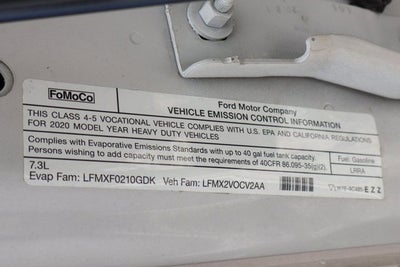 FoMoCo
Ford Motor Company
VEHICLE EMISSION CONTROL INFORMATION
THIS CLASS 4-5 VOCATIONAL VEHICLE COMPLIES WITH U.S. EPA AND CALIFORNIA REGULATIONS
FOR 2020 MODEL YEAR HEAVY DUTY VEHICLES
Complies with Evaporative Emissions Standards with up to 40 gal fuel tank capacity.
Persons wishing to add capacity must meet the requirements of 40CFR 86.095-35(g)(2).
Fuel: Gasoline
7.3L
LRRA
Evap Fam: LFMXF0210GDK Veh Fam: LFMX2VOCV2AA
EZZ